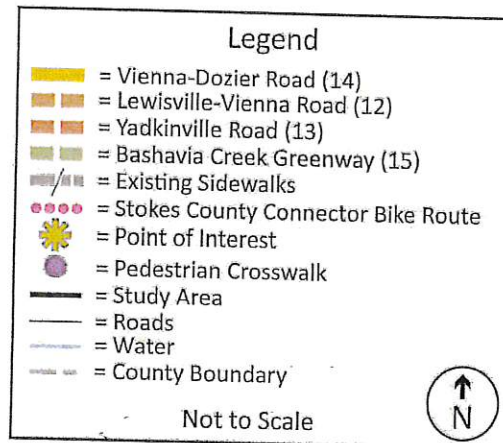 Legend
= Vienna-Dozier Road (14)
= Lewisville-Vienna Road (12)
= Yadkinville Road (13)
= Bashavia Creek Greenway (15)
= Existing Sidewalks
= Stokes County Connector Bike Route
= Point of Interest
= Pedestrian Crosswalk
= Study Area
= Roads
= Water
= County Boundary
Not to Scale
N